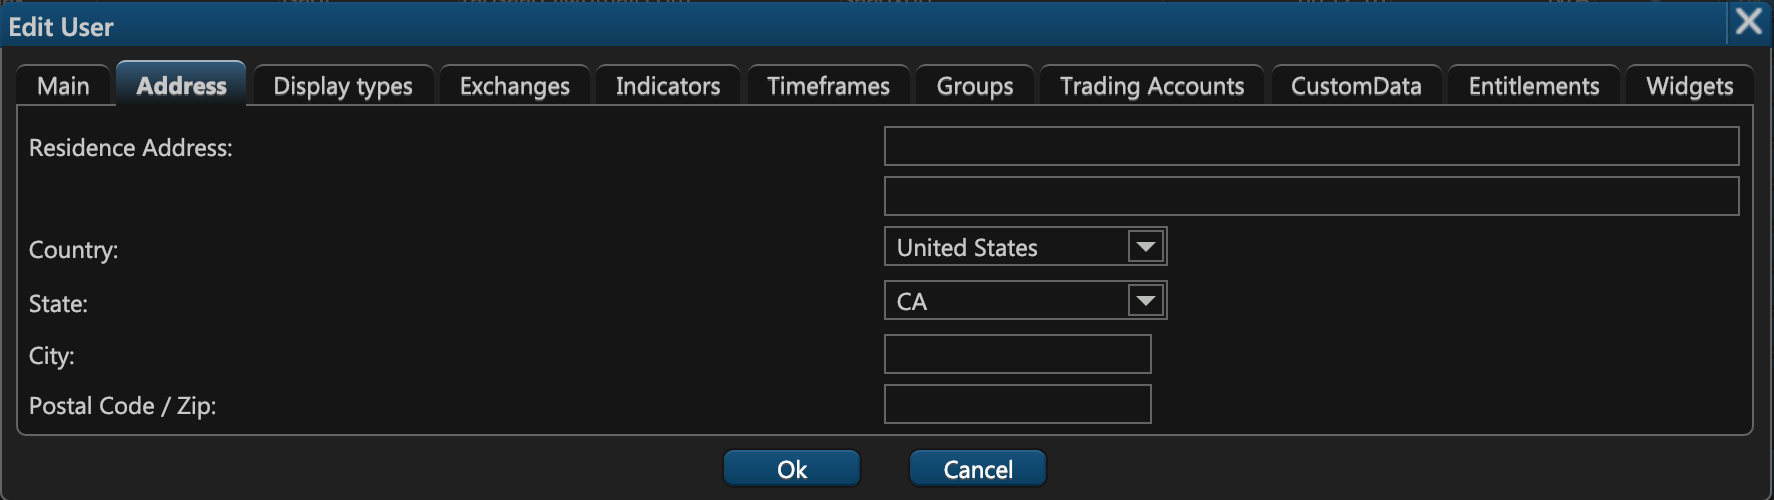 Edit User
Main Address Display types Exchanges Indicators Timeframes Groups Trading Accounts CustomData Entitlements Widgets
Residence Address:
Country: United States
State: CA
City:
Postal Code / Zip:
Ok Cancel